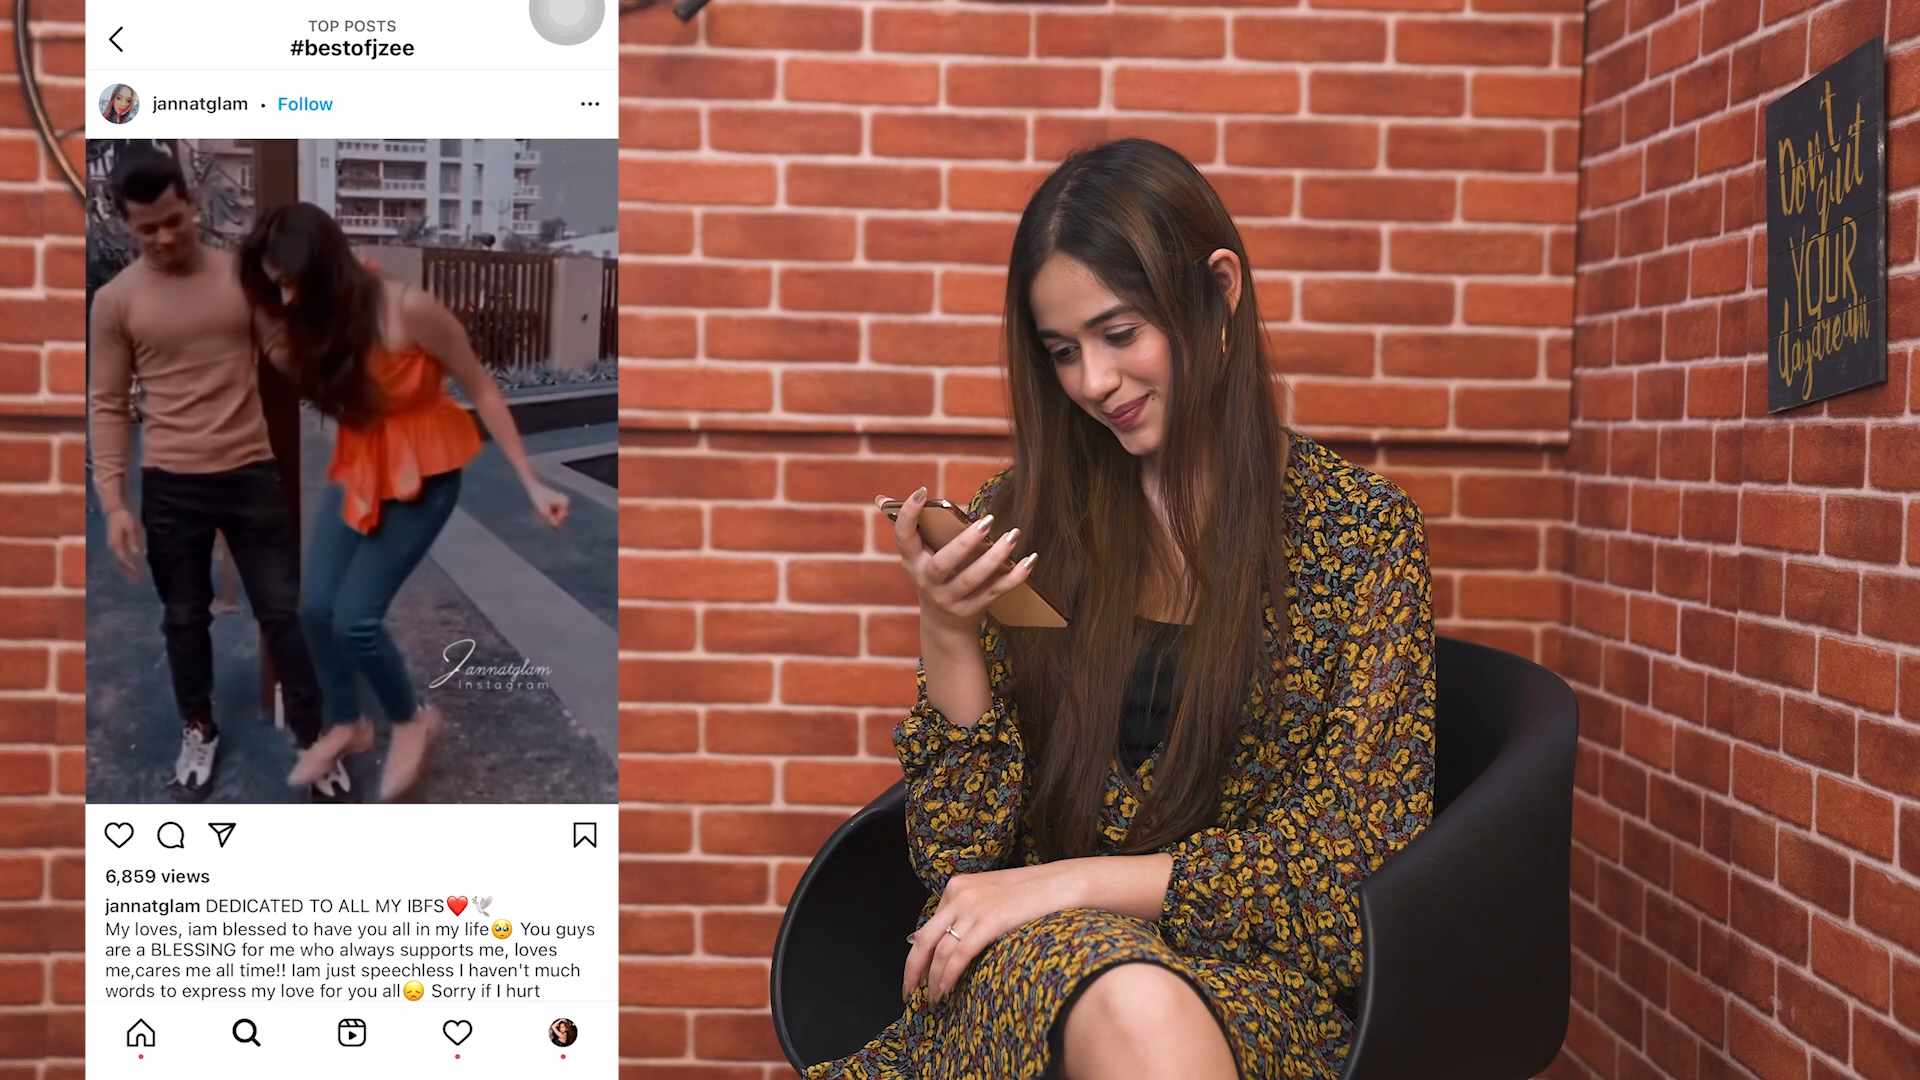 TOP POSTS
#bestofjzee
jannatglam • Follow
Jannatglam
Instagram
6,859 views
jannatglam DEDICATED TO ALL MY IBFS❤️🕊️
My loves, iam blessed to have you all in my life🥺 You guys
are a BLESSING for me who always supports me, loves
me,cares me all time!! Iam just speechless I haven't much
words to express my love for you all😞 Sorry if I hurt
Don't
quit
YOUR
daydream